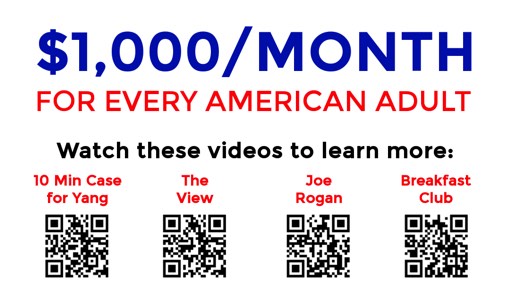 $1,000/MONTH
FOR EVERY AMERICAN ADULT
Watch these videos to learn more:
10 Min Case
for Yang
The
View
Joe
Rogan
Breakfast
Club